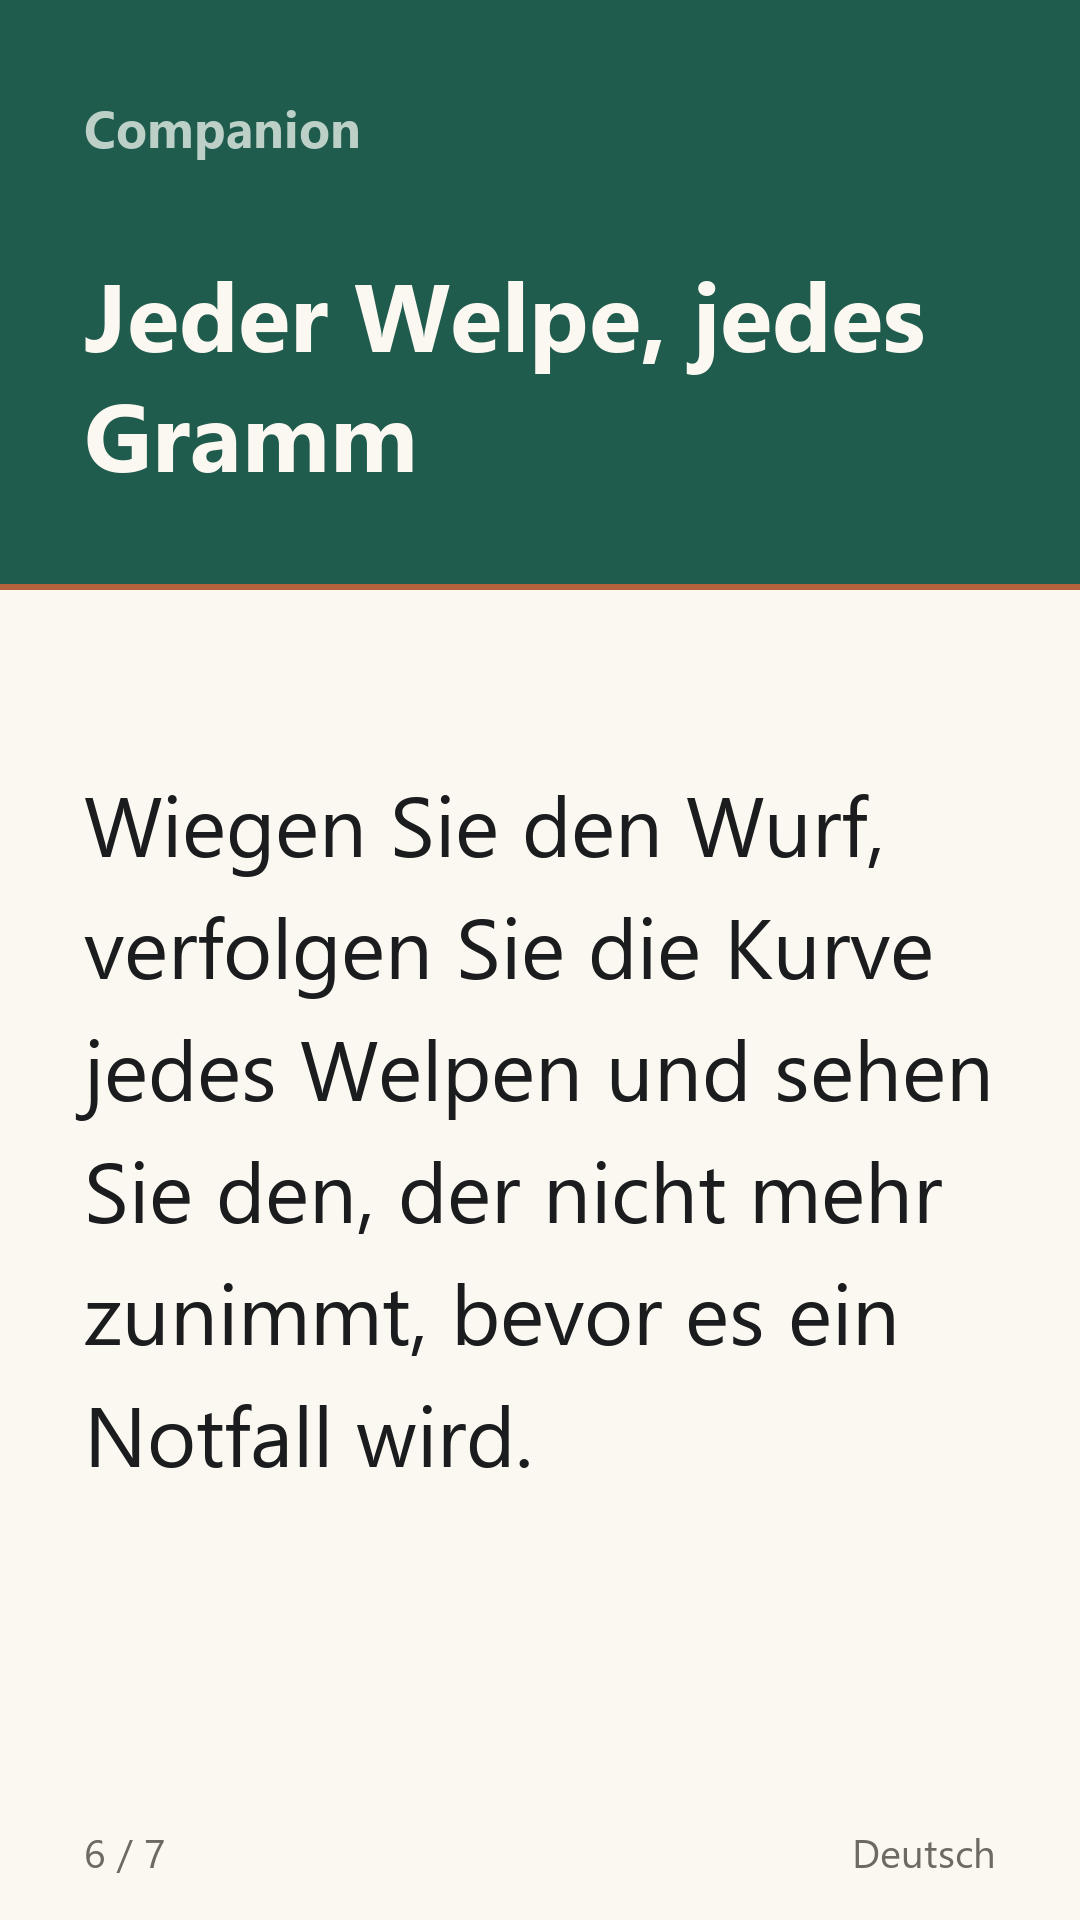 Companion
Jeder Welpe, jedes
Gramm
Wiegen Sie den Wurf,
verfolgen Sie die Kurve
jedes Welpen und sehen
Sie den, der nicht mehr
zunimmt, bevor es ein
Notfall wird.
6 / 7
Deutsch